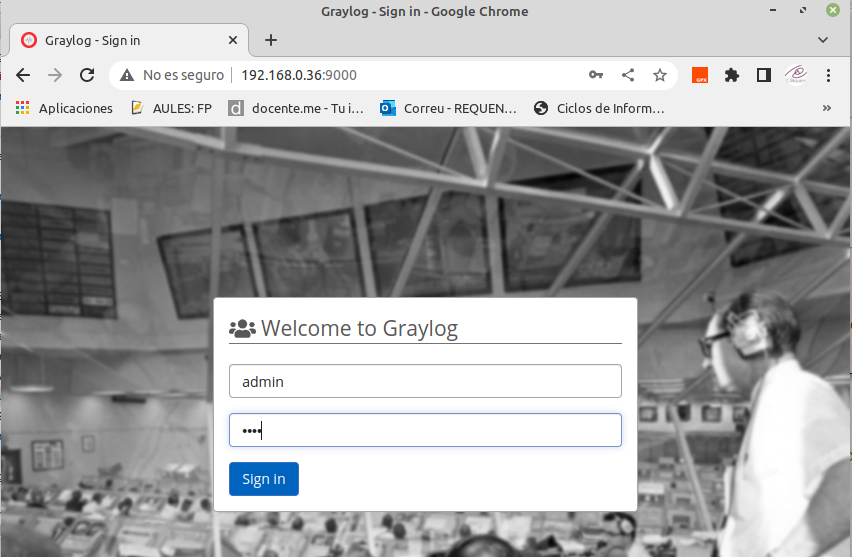 Graylog - Sign in - Google Chrome
Graylog - Sign in
No es seguro 192.168.0.36:9000
Aplicaciones AULES: FP docente.me - Tu i… Correu - REQUEN… Ciclos de Inform…
Welcome to Graylog
admin
••••
Sign in